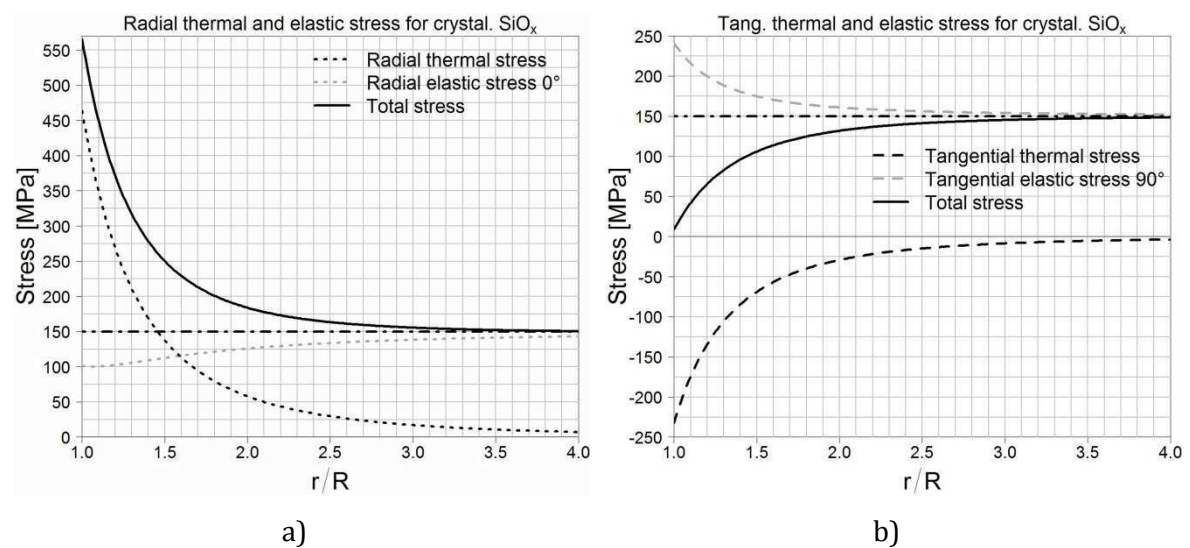 Radial thermal and elastic stress for crystal. SiOx
Radial thermal stress
Radial elastic stress 0°
Total stress
Stress [MPa]
550
500
450
400
350
300
250
200
150
100
50
0
1.0 1.5 2.0 2.5 3.0 3.5 4.0
r/R
a)
Tang. thermal and elastic stress for crystal. SiOx
Tangential thermal stress
Tangential elastic stress 90°
Total stress
Stress [MPa]
250
200
150
100
50
0
-50
-100
-150
-200
-250
1.0 1.5 2.0 2.5 3.0 3.5 4.0
r/R
b)